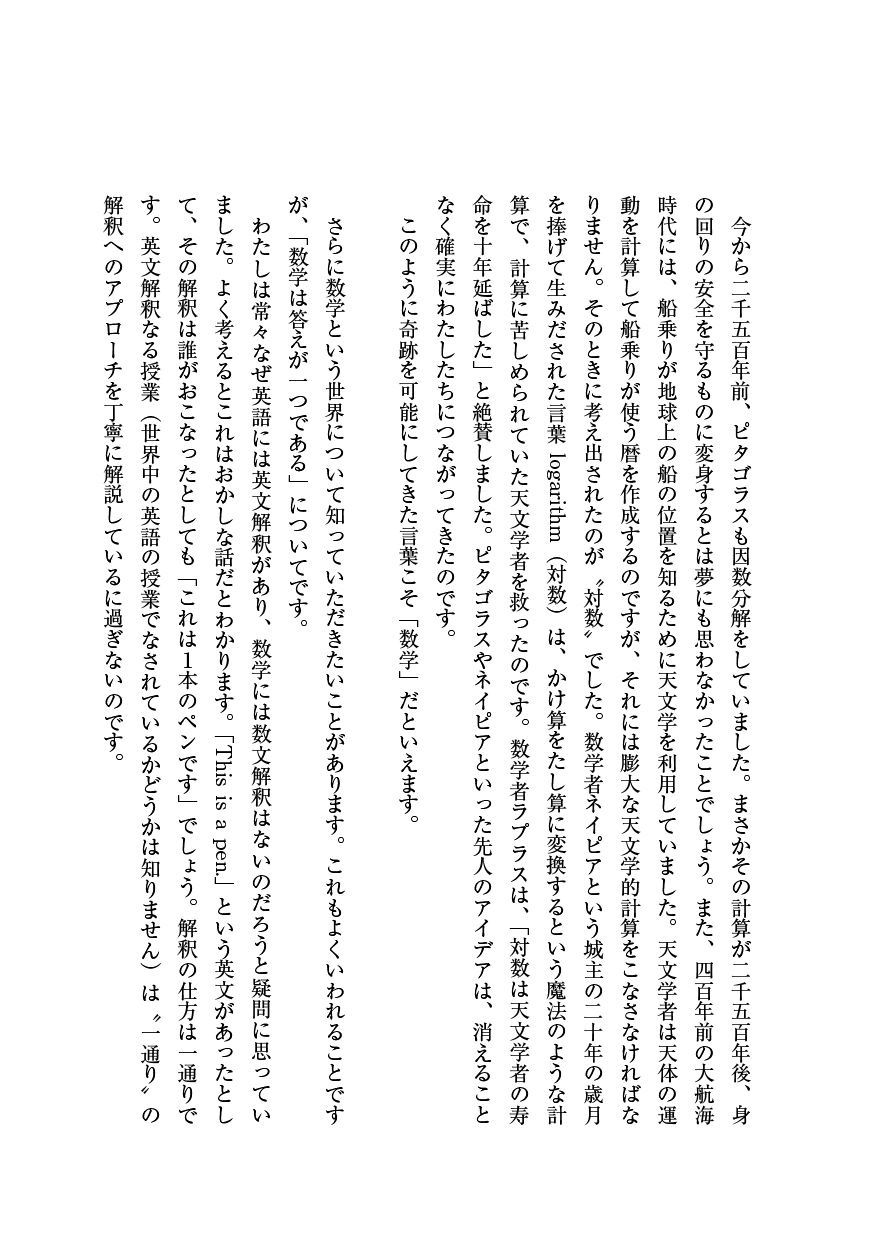 今から二千五百年前、ピタゴラスも因数分解をしていました。まさかその計算が二千五百年後、身
の回りの安全を守るものに変身するとは夢にも思わなかったことでしょう。また、四百年前の大航海
時代には、船乗りが地球上の船の位置を知るために天文学を利用していました。天文学者は天体の運
動を計算して船乗りが使う暦を作成するのですが、それには膨大な天文学的計算をこなさなければな
りません。そのときに考え出されたのが〝対数〟でした。数学者ネイピアという城主の二十年の歳月
を捧げて生みだされた言葉 logarithm（対数）は、かけ算をたし算に変換するという魔法のような計
算で、計算に苦しめられていた天文学者を救ったのです。数学者ラプラスは、「対数は天文学者の寿
命を十年延ばした」と絶賛しました。ピタゴラスやネイピアといった先人のアイデアは、消えること
なく確実にわたしたちにつながってきたのです。
このように奇跡を可能にしてきた言葉こそ「数学」だといえます。
さらに数学という世界について知っていただきたいことがあります。これもよくいわれることです
が、「数学は答えが一つである」についてです。
わたしは常々なぜ英語には英文解釈があり、数学には数文解釈はないのだろうと疑問に思ってい
ました。よく考えるとこれはおかしな話だとわかります。「This is a pen.」という英文があったとし
て、その解釈は誰がおこなったとしても「これは１本のペンです」でしょう。解釈の仕方は一通りで
す。英文解釈なる授業（世界中の英語の授業でなされているかどうかは知りません）は〝一通り〟の
解釈へのアプローチを丁寧に解説しているに過ぎないのです。